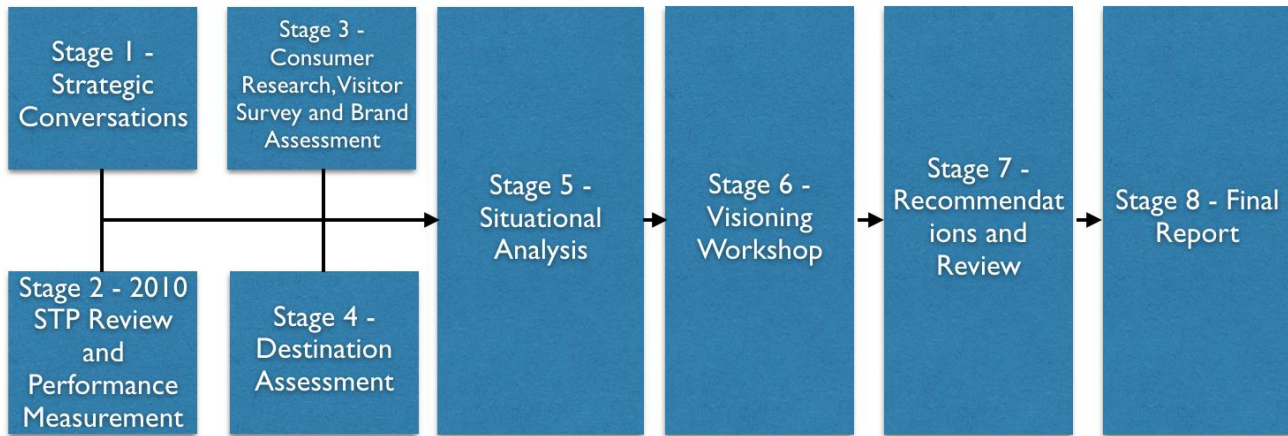 Stage 1 -
Strategic
Conversations
Stage 2 - 2010
STP Review
and
Performance
Measurement
Stage 3 -
Consumer
Research,Visitor
Survey and Brand
Assessment
Stage 4 -
Destination
Assessment
Stage 5 -
Situational
Analysis
Stage 6 -
Visioning
Workshop
Stage 7 -
Recommendat
ions and
Review
Stage 8 - Final
Report